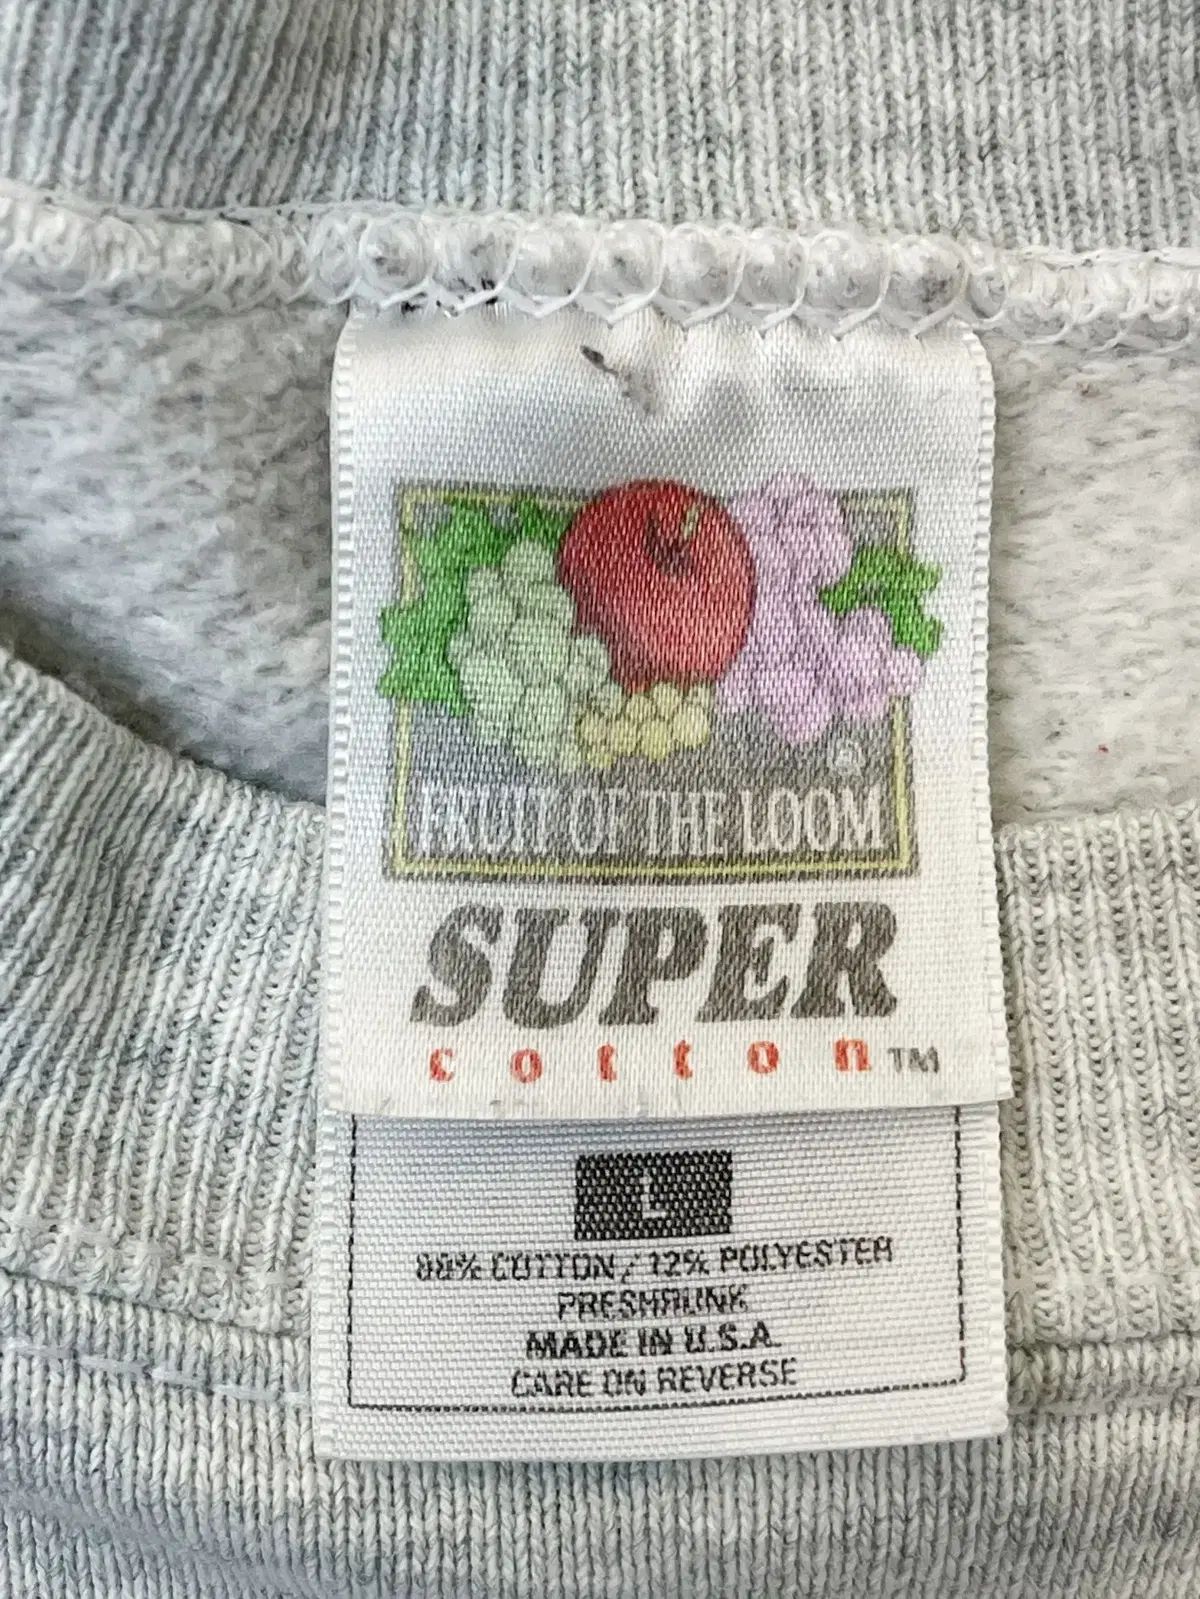 FRUIT OF THE LOOM
®
SUPER
cotton™
L
88% COTTON / 12% POLYESTER
PRESHRUNK
MADE IN U.S.A.
CARE ON REVERSE